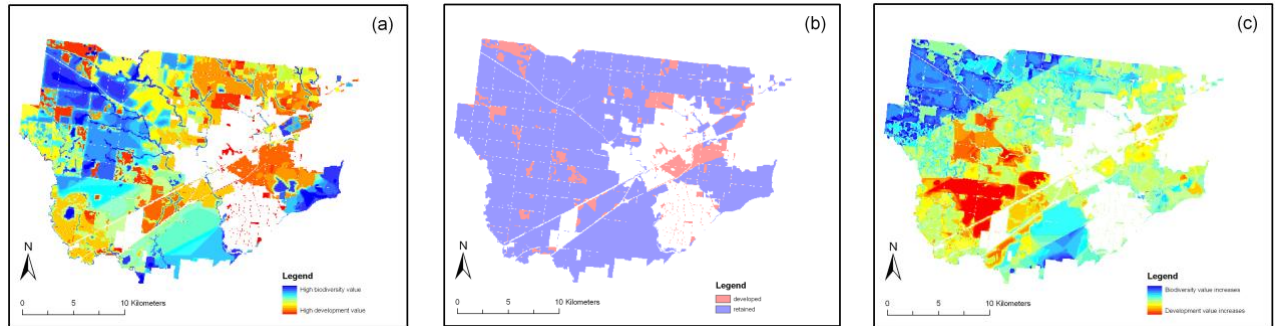 (a)
N
0 5 10 Kilometers
Legend
High biodiversity value
High development value
(b)
N
0 5 10 Kilometers
Legend
developed
retained
(c)
N
0 5 10 Kilometers
Legend
Biodiversity value increases
Development value increases